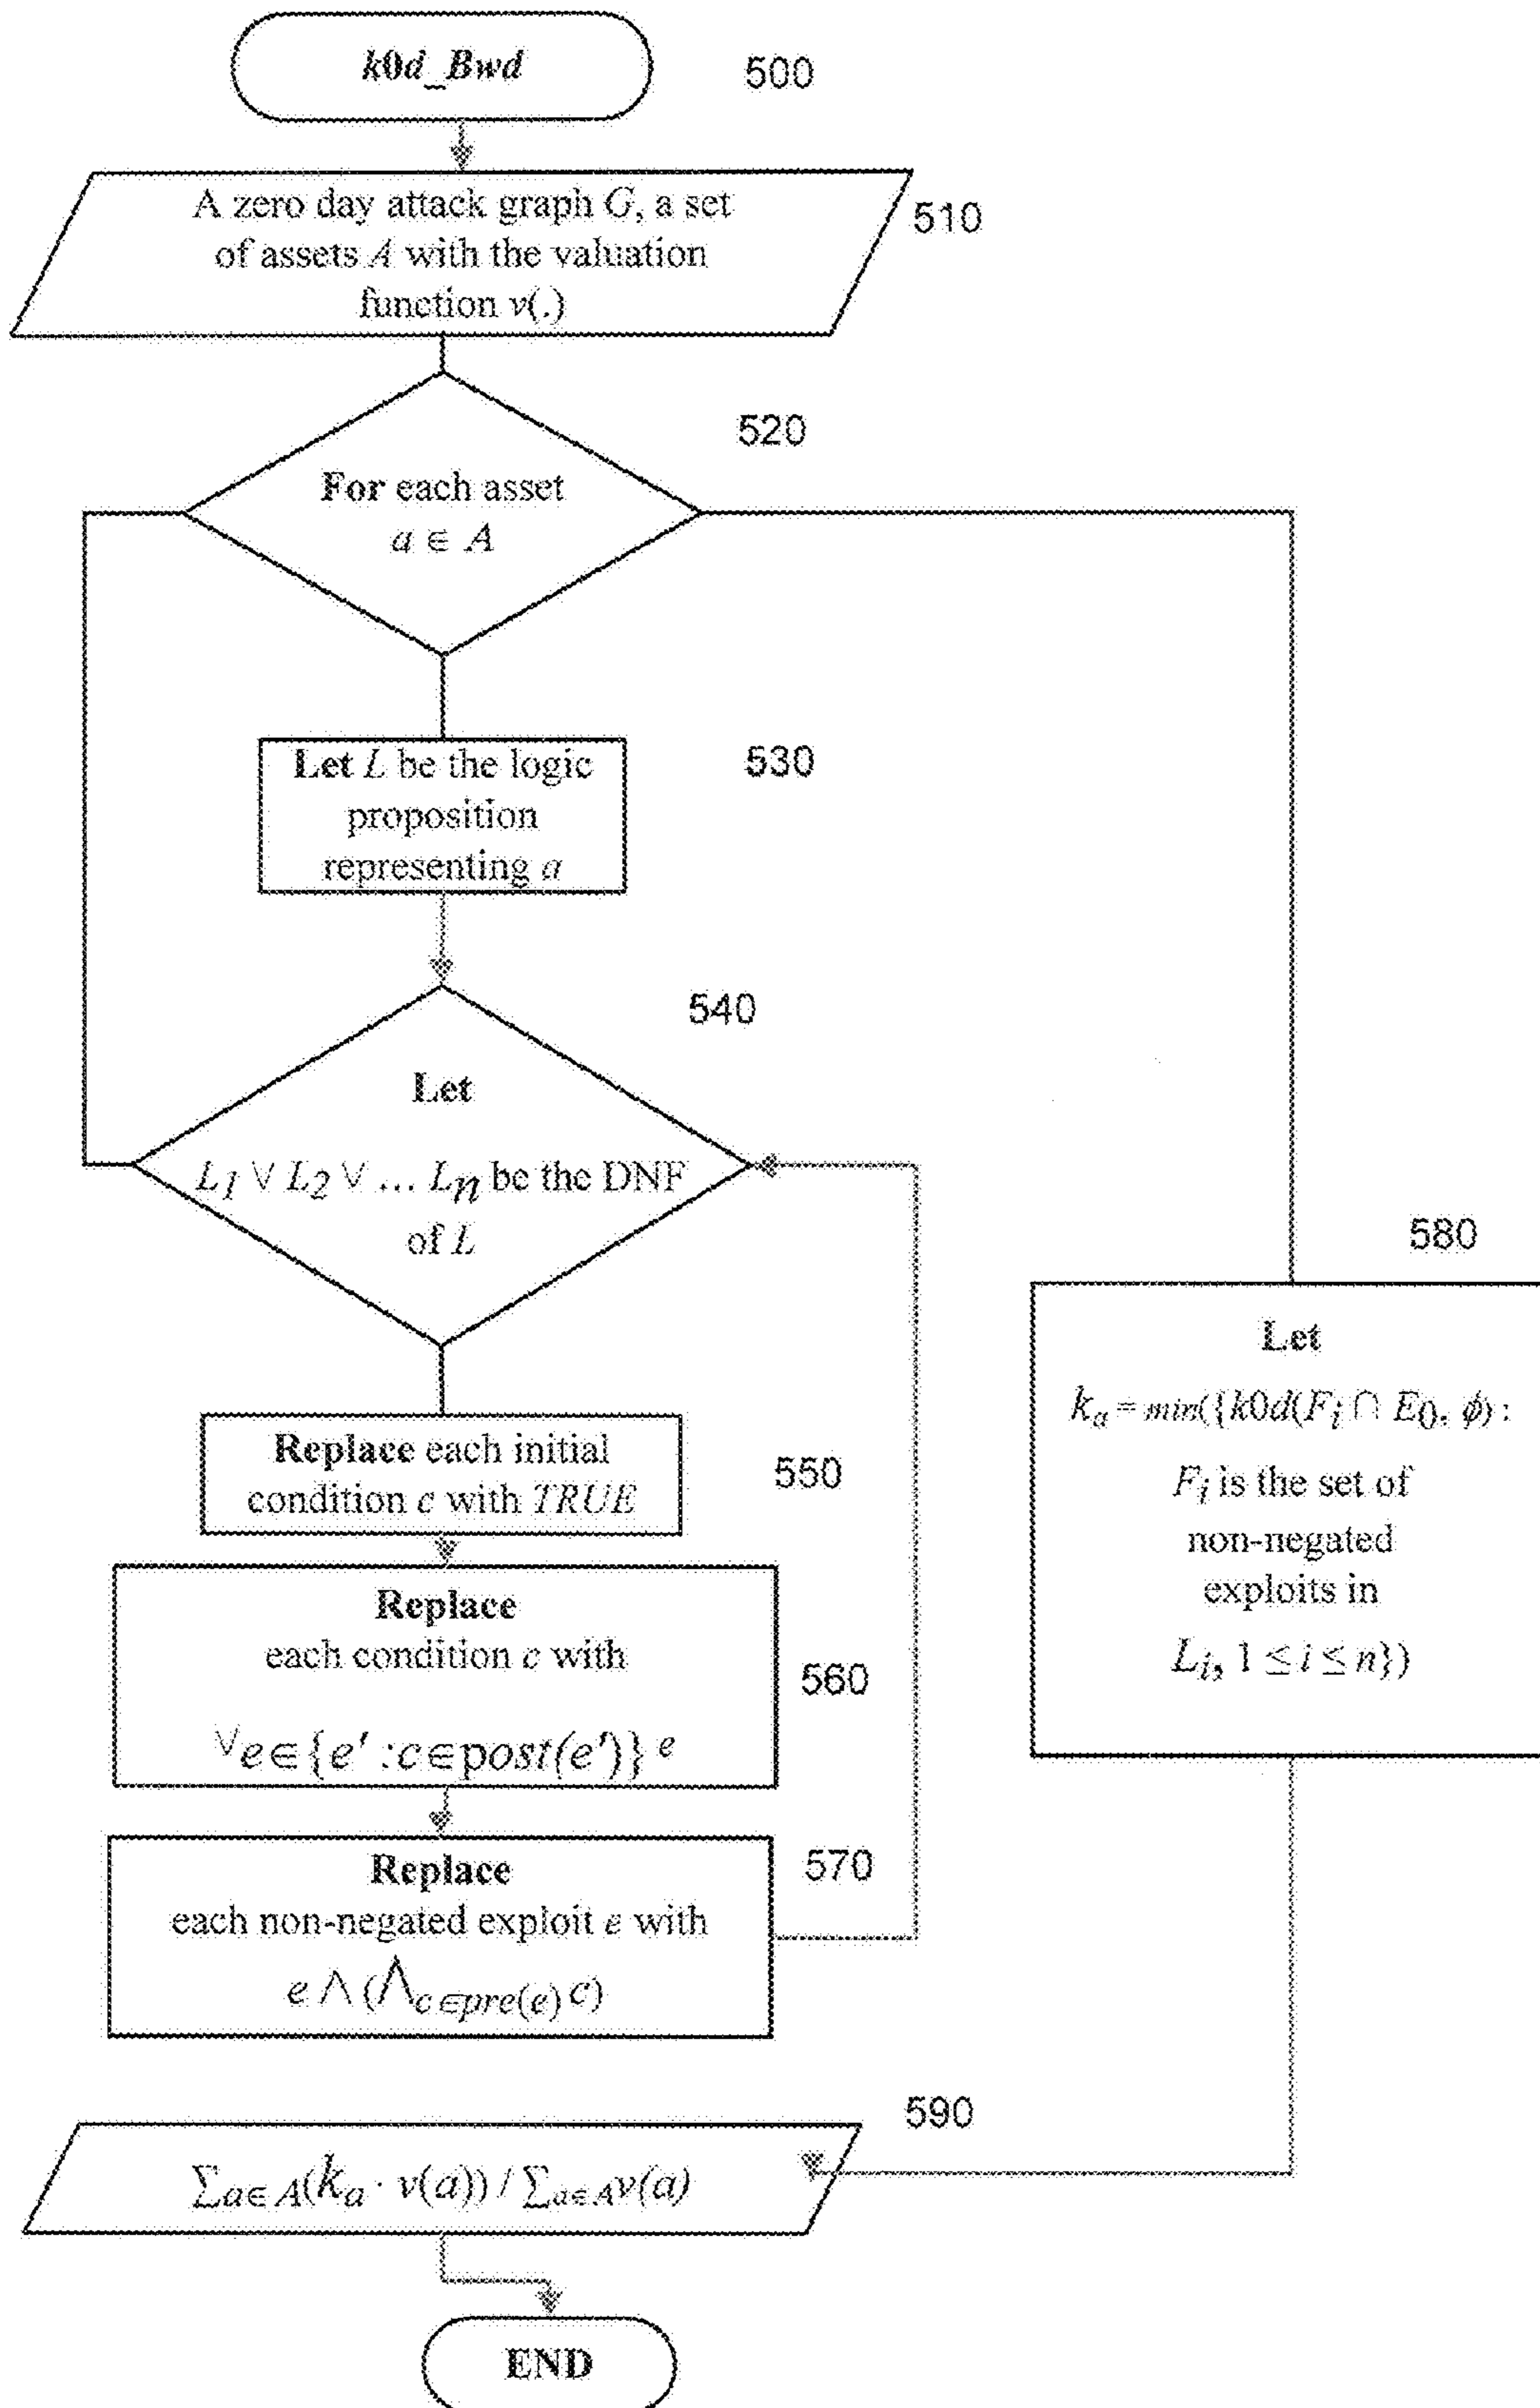 k0d_Bwd
500
A zero day attack graph G, a set
of assets A with the valuation
function v(.)
510
520
For each asset
a ∈ A
530
Let L be the logic
proposition
representing a
540
Let
L1 ∨ L2 ∨ ... Ln be the DNF
of L
550
Replace each initial
condition c with TRUE
560
Replace
each condition c with
∨e∈{e′ :c∈post(e′)} e
570
Replace
each non-negated exploit e with
e ∧ (∧c∈pre(e) c)
580
Let
ka = min({k0d(Fi ∩ E0, ϕ) :
Fi is the set of
non-negated
exploits in
Li, 1 ≤ i ≤ n})
590
∑a∈A(ka · v(a)) / ∑a∈Av(a)
END